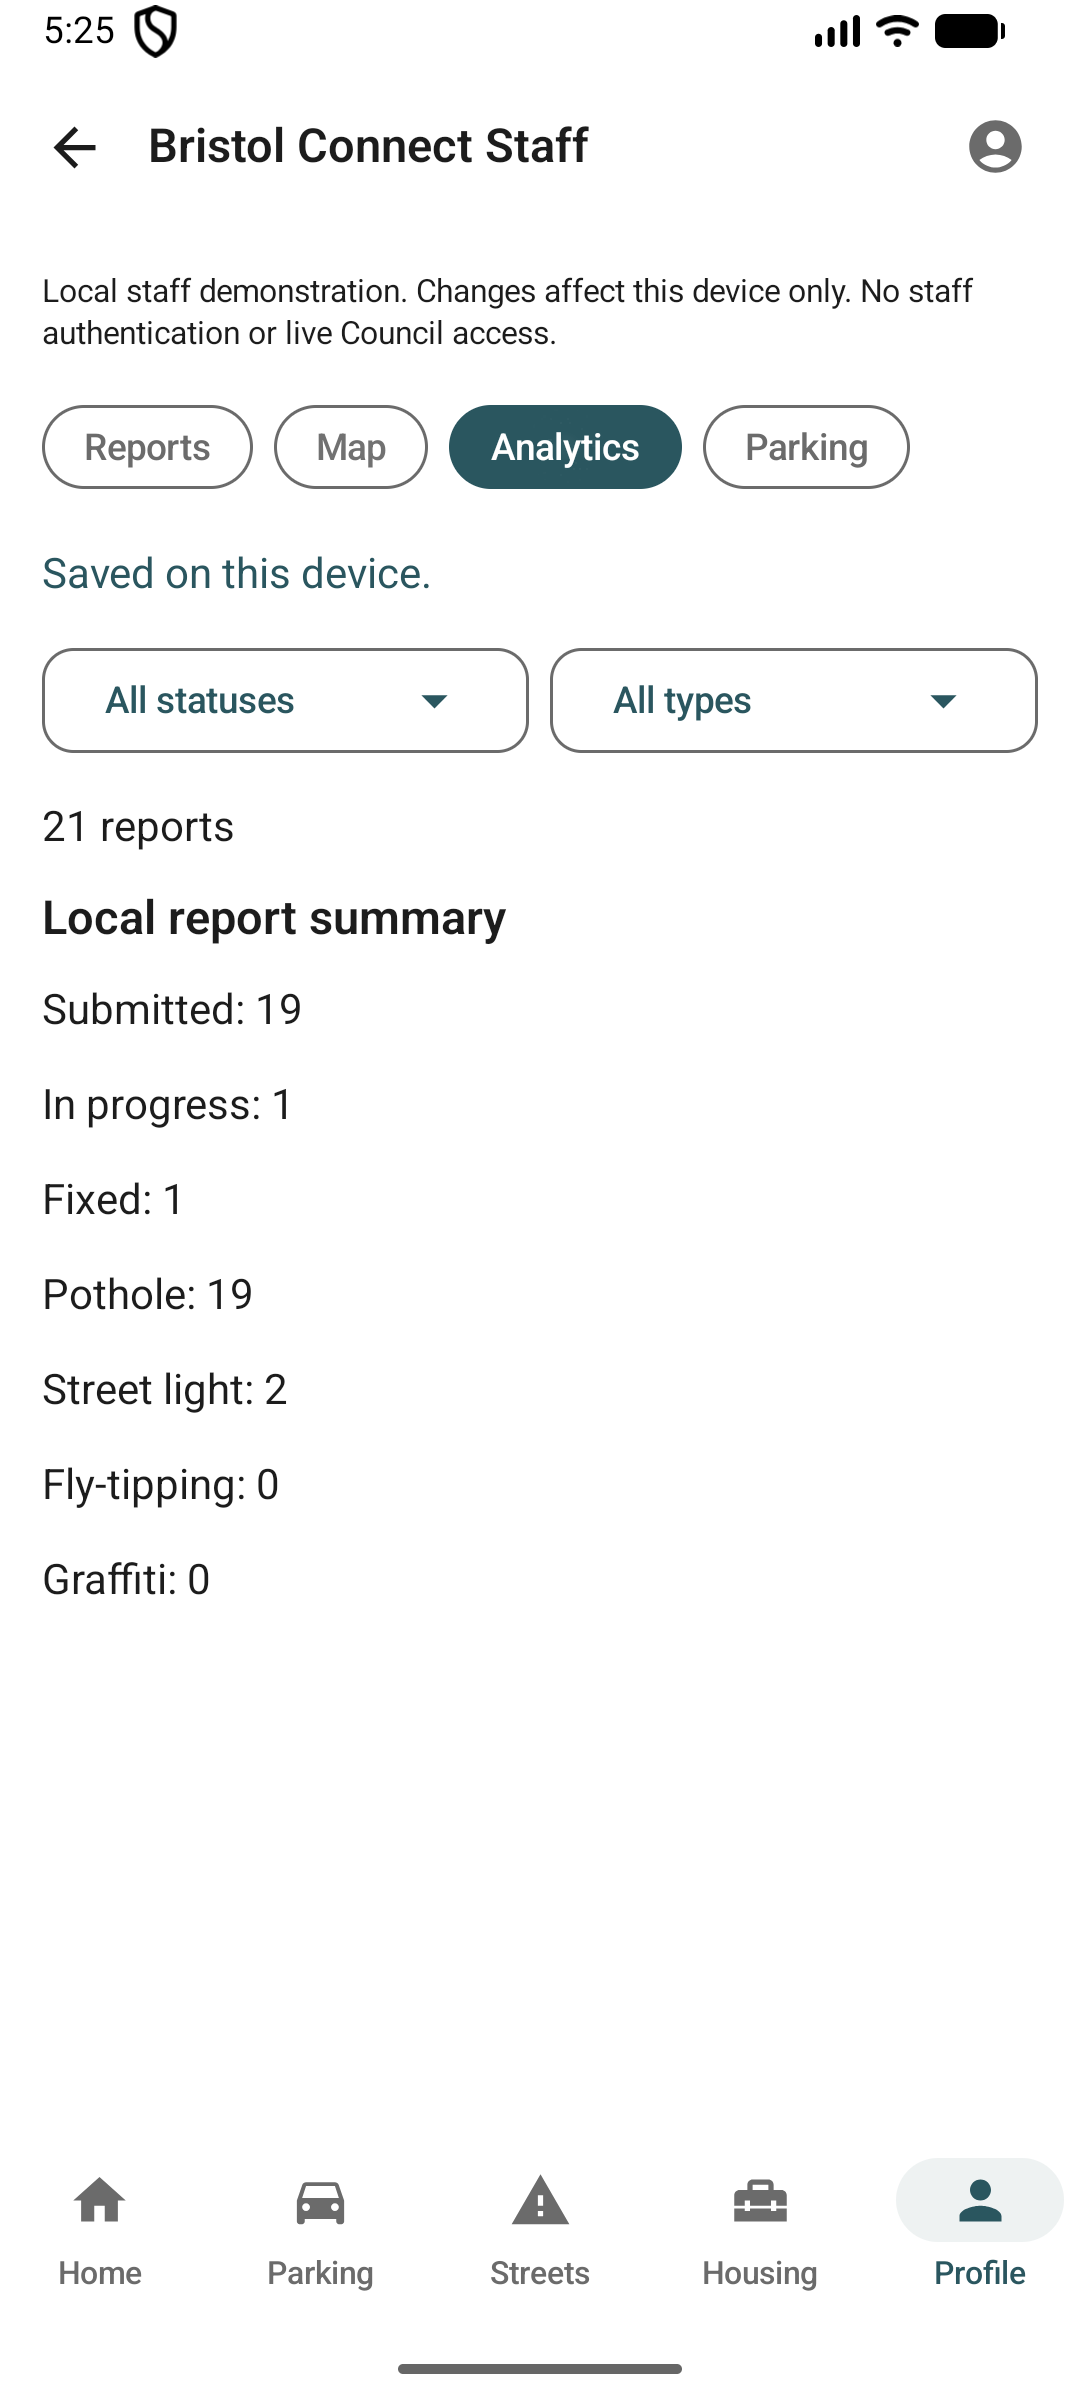 5:25
Bristol Connect Staff
Local staff demonstration. Changes affect this device only. No staff
authentication or live Council access.
Reports
Map
Analytics
Parking
Saved on this device.
All statuses
All types
21 reports
Local report summary
Submitted: 19
In progress: 1
Fixed: 1
Pothole: 19
Street light: 2
Fly-tipping: 0
Graffiti: 0
Home
Parking
Streets
Housing
Profile